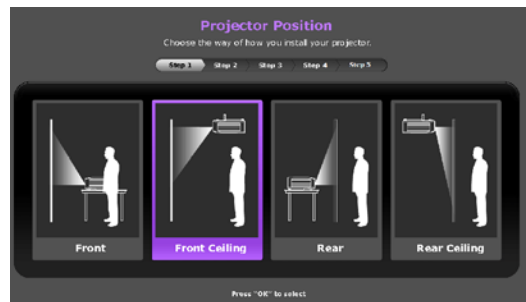 Projector Position
Choose the way of how you install your projector.
Step 1 Step 2 Step 3 Step 4 Step 5
Front Front Ceiling Rear Rear Ceiling
Press "OK" to select